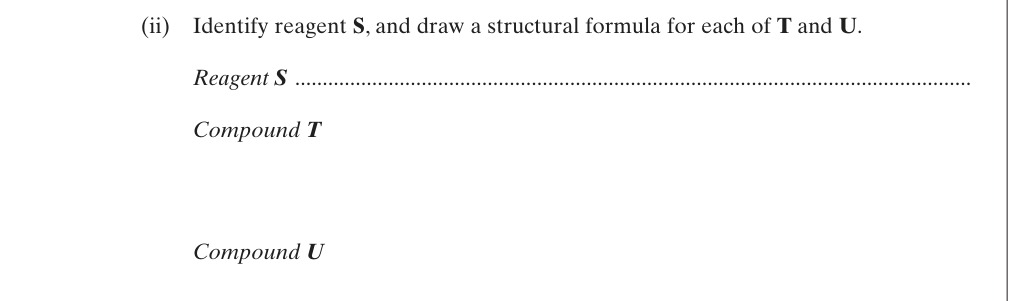 (ii) Identify reagent S, and draw a structural formula for each of T and U.
Reagent S ....................................................................................................................
Compound T
Compound U